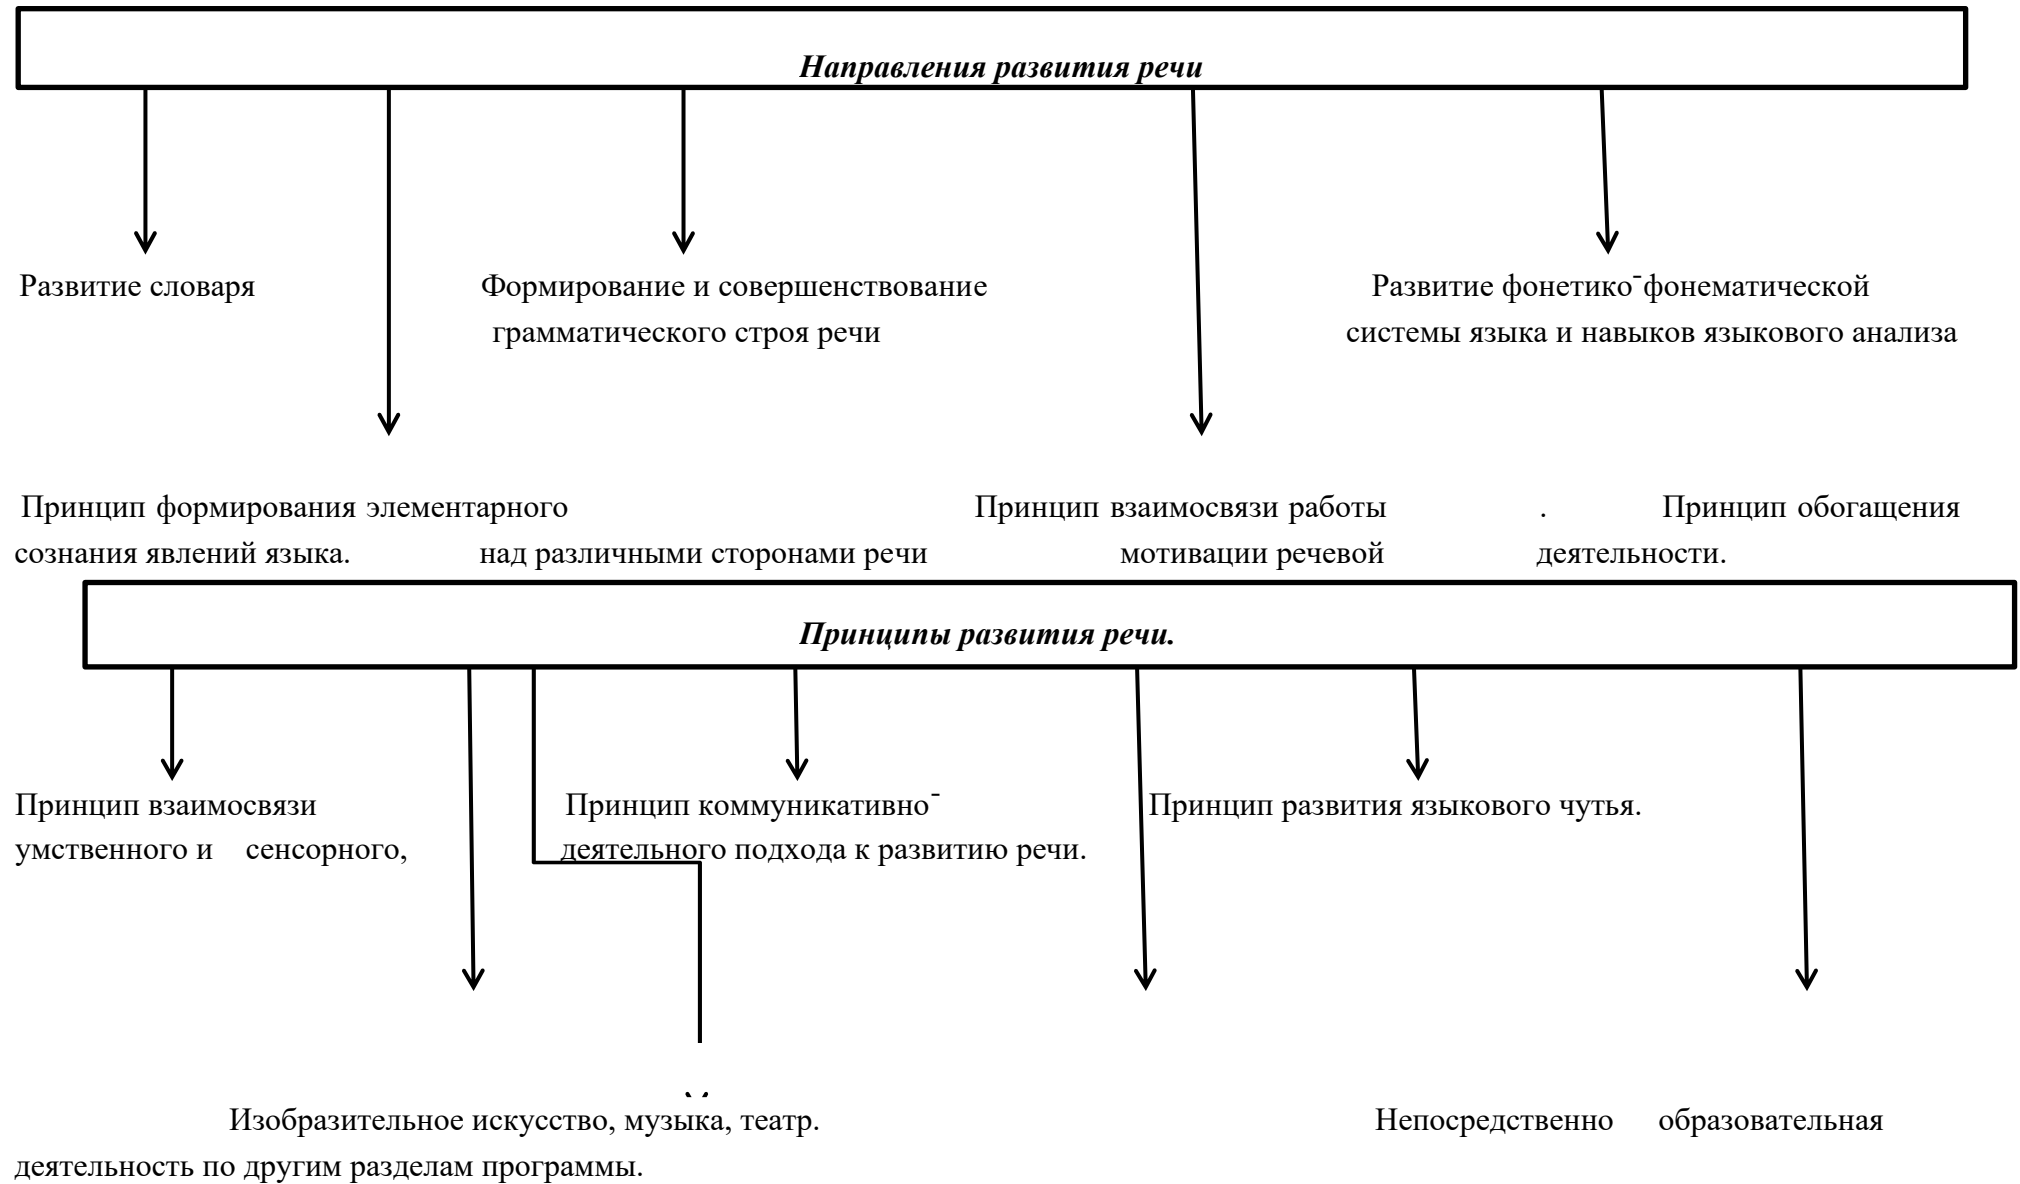 Направления развития речи
Развитие словаря Формирование и совершенствование Развитие фонетико-фонематической
грамматического строя речи системы языка и навыков языкового анализа
Принцип формирования элементарного Принцип взаимосвязи работы . Принцип обогащения
сознания явлений языка. над различными сторонами речи мотивации речевой деятельности.
Принципы развития речи.
Принцип взаимосвязи Принцип коммуникативно- Принцип развития языкового чутья.
умственного и сенсорного, деятельного подхода к развитию речи.
Изобразительное искусство, музыка, театр. Непосредственно образовательная
деятельность по другим разделам программы.